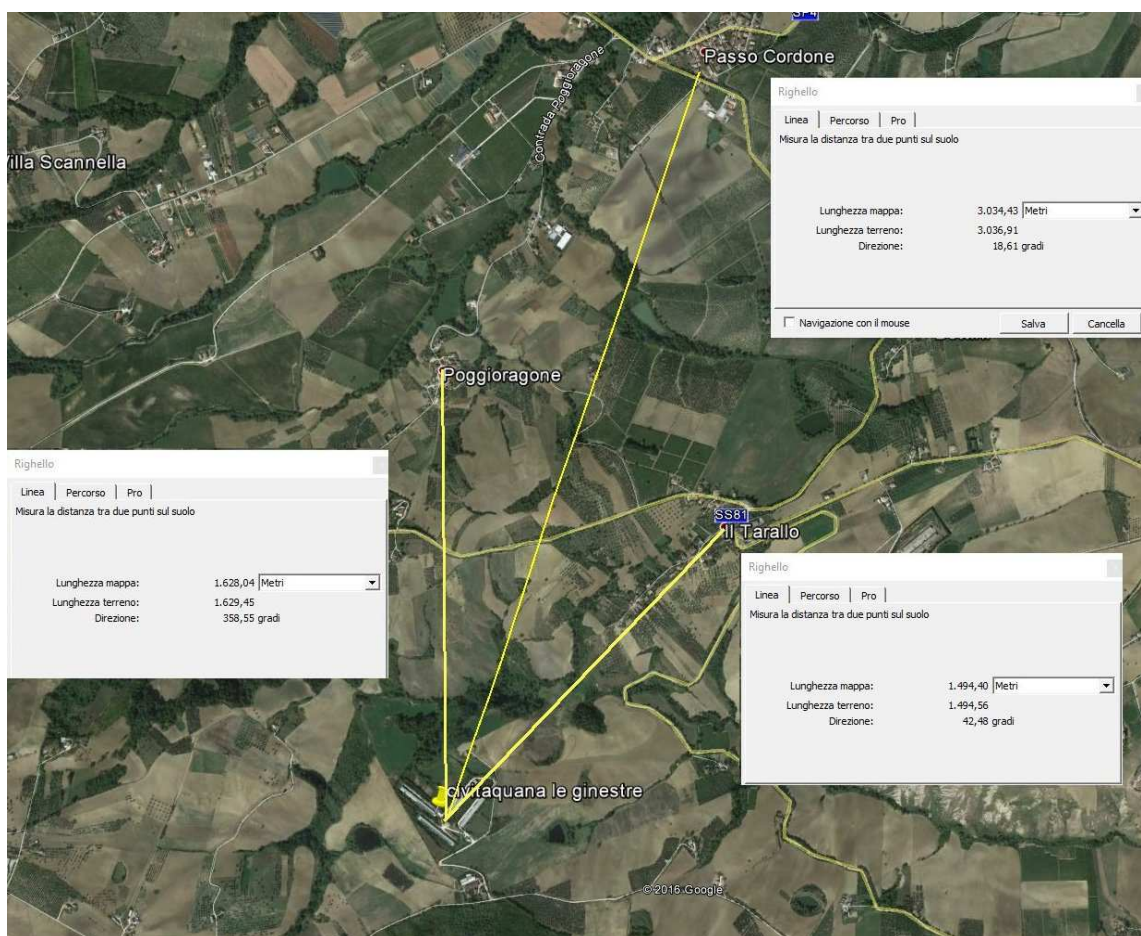 SP4
Passo Cordone
Contrada Poggioragone
Villa Scannella
Righello
Linea Percorso Pro
Misura la distanza tra due punti sul suolo
Lunghezza mappa: 3.034,43 Metri
Lunghezza terreno: 3.036,91
Direzione: 18,61 gradi
Navigazione con il mouse Salva Cancella
Poggioragone
Righello
Linea Percorso Pro
Misura la distanza tra due punti sul suolo
Lunghezza mappa: 1.628,04 Metri
Lunghezza terreno: 1.629,45
Direzione: 358,55 gradi
SS81
Il Tarallo
Righello
Linea Percorso Pro
Misura la distanza tra due punti sul suolo
Lunghezza mappa: 1.494,40 Metri
Lunghezza terreno: 1.494,56
Direzione: 42,48 gradi
civitaquana le ginestre
© 2016 Google